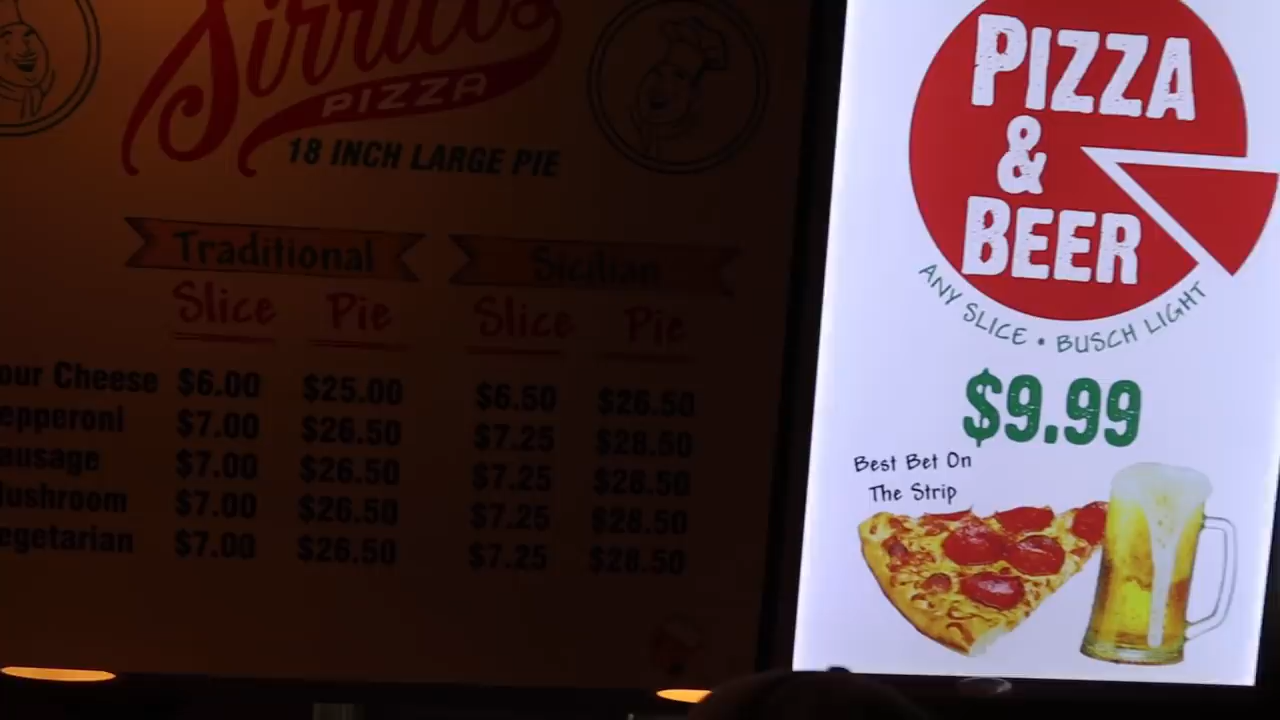 Sirrico's
PIZZA
18 INCH LARGE PIE
Traditional Sicilian
Slice Pie Slice Pie
our Cheese $6.00 $25.00 $6.50 $26.50
epperoni $7.00 $26.50 $7.25 $28.50
ausage $7.00 $26.50 $7.25 $28.50
ushroom $7.00 $26.50 $7.25 $28.50
egetarian $7.00 $26.50 $7.25 $28.50
PIZZA
&
BEER
ANY SLICE • BUSCH LIGHT
$9.99
Best Bet On
The Strip